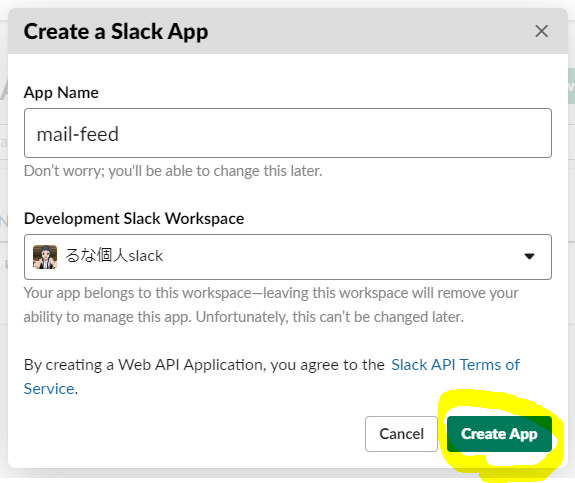 Create a Slack App
App Name
mail-feed
Don't worry; you'll be able to change this later.
Development Slack Workspace
るな個人slack
Your app belongs to this workspace—leaving this workspace will remove your
ability to manage this app. Unfortunately, this can't be changed later.
By creating a Web API Application, you agree to the Slack API Terms of
Service.
Cancel
Create App